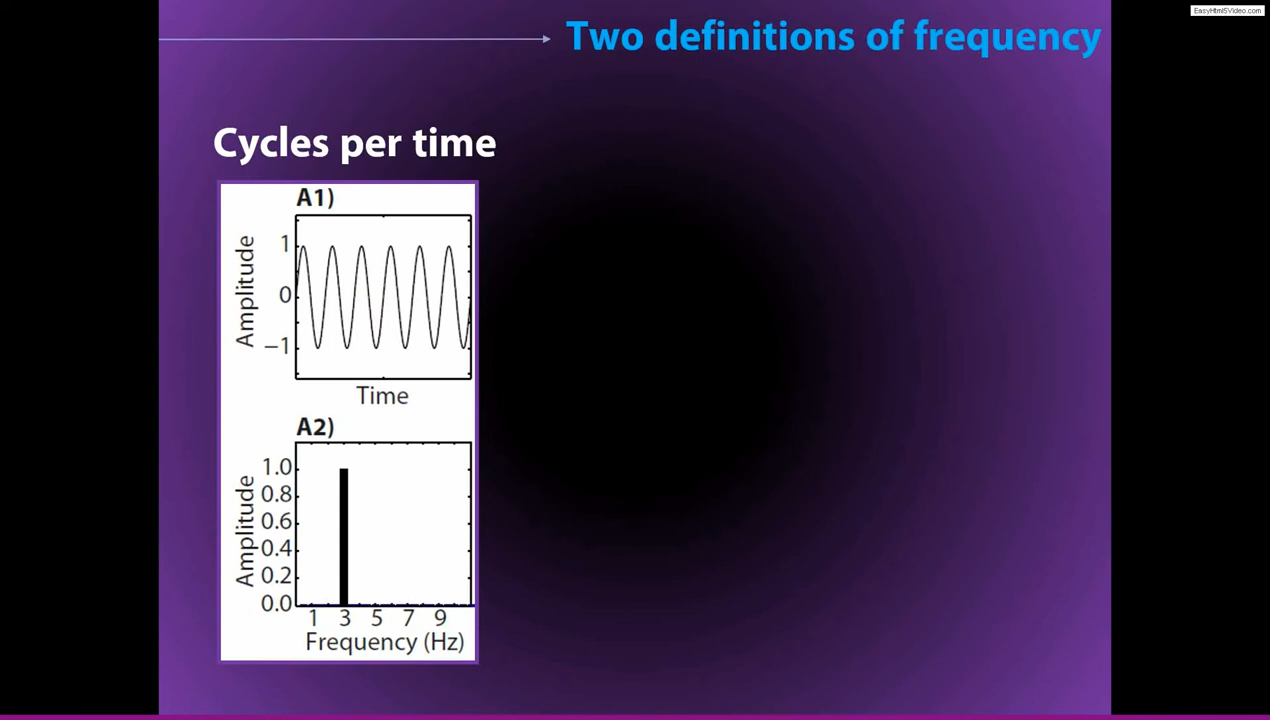 EasyHtml5Video.com
Two definitions of frequency
Cycles per time
A1)
Amplitude
1
0
−1
Time
A2)
Amplitude
1.0
0.8
0.6
0.4
0.2
0.0
1 3 5 7 9
Frequency (Hz)